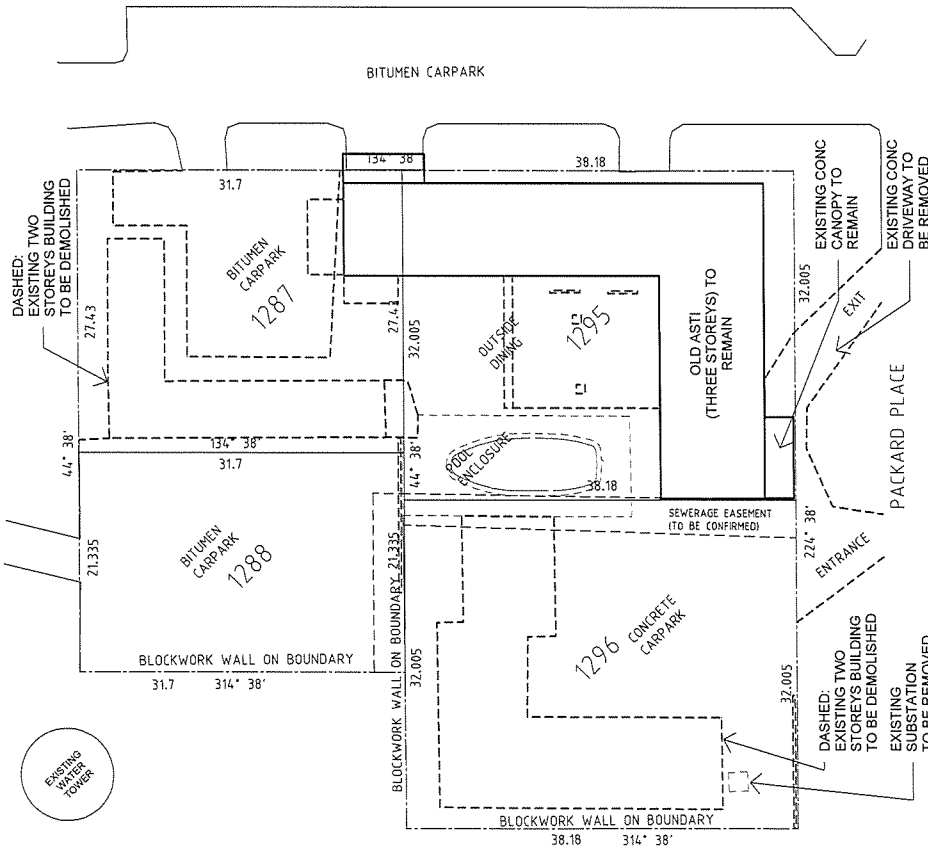 BITUMEN CARPARK
134° 38'
31.7
38.18
DASHED:
EXISTING TWO
STOREYS BUILDING
TO BE DEMOLISHED
BITUMEN
CARPARK
1287
27.43
27.43
32.005
OUTSIDE
DINING
1295
OLD ASTI
(THREE STOREYS) TO
REMAIN
32.005
EXISTING CONC
CANOPY TO
REMAIN
EXISTING CONC
DRIVEWAY TO
BE REMOVED
EXIT
PACKARD PLACE
44° 38'
134° 38'
31.7
44° 38'
POOL
ENCLOSURE
38.18
SEWERAGE EASEMENT
(TO BE CONFIRMED)
224° 38'
ENTRANCE
21.335
BITUMEN
CARPARK
1288
21.335
BLOCKWORK WALL ON BOUNDARY
31.7 314° 38'
BLOCKWORK WALL ON BOUNDARY
32.005
1296
CONCRETE
CARPARK
32.005
DASHED:
EXISTING TWO
STOREYS BUILDING
TO BE DEMOLISHED
EXISTING
SUBSTATION
TO BE REMOVED
EXISTING
WATER
TOWER
BLOCKWORK WALL ON BOUNDARY
38.18 314° 38'